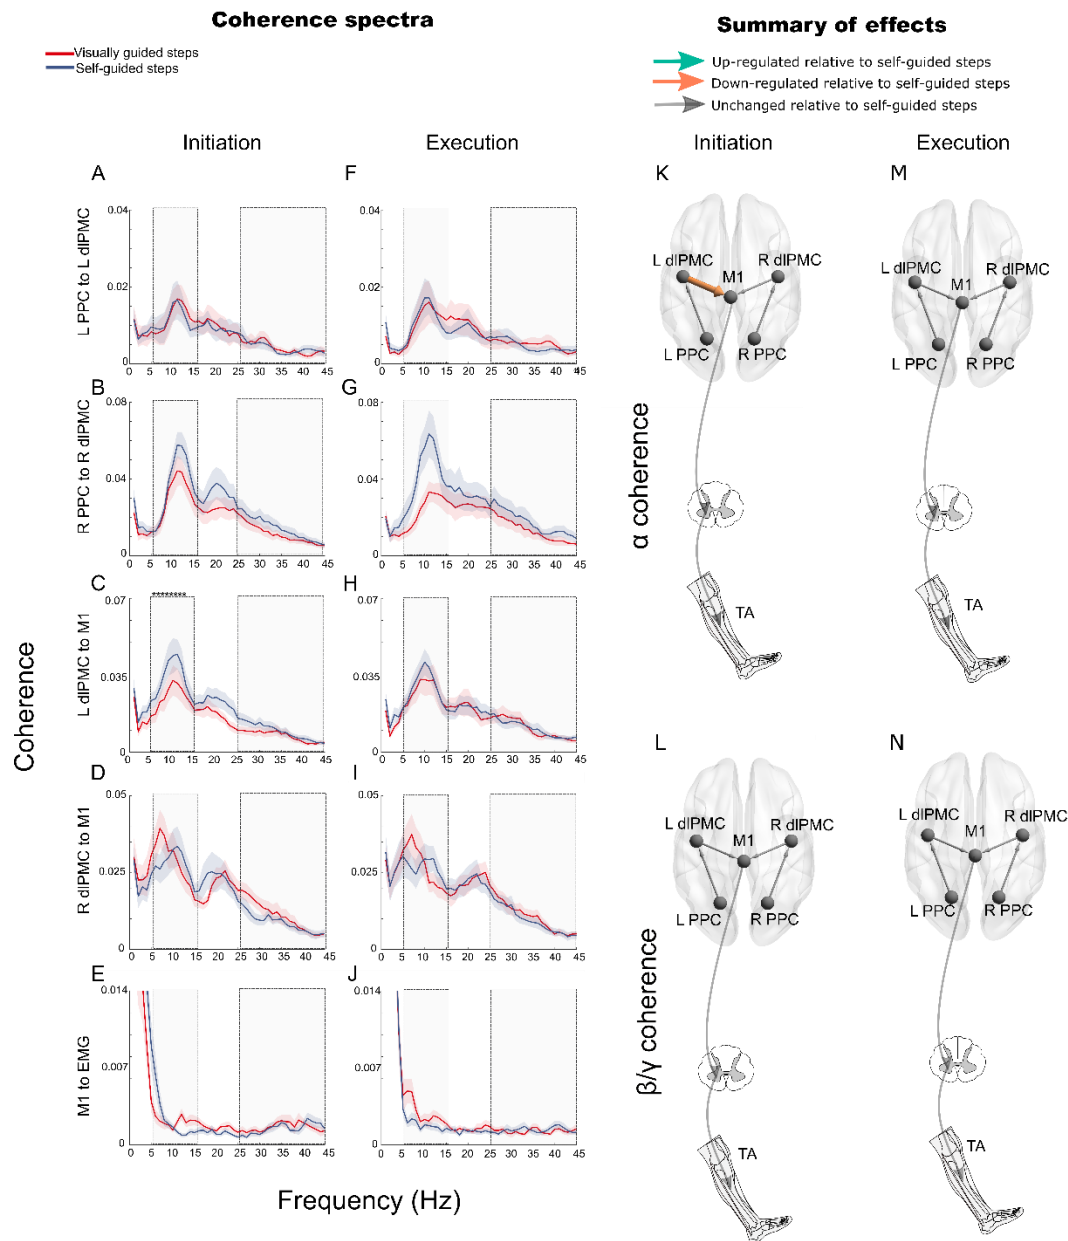 Coherence spectra
Visually guided steps
Self-guided steps
Initiation
Execution
A
F
L PPC to L dlPMC
0.04
0.02
0
0 5 10 15 20 25 30 35 40 45
0.04
0.02
0
0 5 10 15 20 25 30 35 40 45
B
G
R PPC to R dlPMC
0.08
0.04
0
0 5 10 15 20 25 30 35 40 45
0.08
0.04
0
0 5 10 15 20 25 30 35 40 45
C
H
L dlPMC to M1
********
0.07
0.035
0
0 5 10 15 20 25 30 35 40 45
0.07
0.035
0
0 5 10 15 20 25 30 35 40 45
D
I
R dlPMC to M1
0.05
0.025
0
0 5 10 15 20 25 30 35 40 45
0.05
0.025
0
0 5 10 15 20 25 30 35 40 45
E
J
M1 to EMG
0.014
0.007
0
0 5 10 15 20 25 30 35 40 45
0.014
0.007
0
0 5 10 15 20 25 30 35 40 45
Coherence
Frequency (Hz)
Summary of effects
Up-regulated relative to self-guided steps
Down-regulated relative to self-guided steps
Unchanged relative to self-guided steps
Initiation
Execution
α coherence
K
L dlPMC
R dlPMC
M1
L PPC
R PPC
TA
M
L dlPMC
R dlPMC
M1
L PPC
R PPC
TA
β/γ coherence
L
L dlPMC
R dlPMC
M1
L PPC
R PPC
TA
N
L dlPMC
R dlPMC
M1
L PPC
R PPC
TA